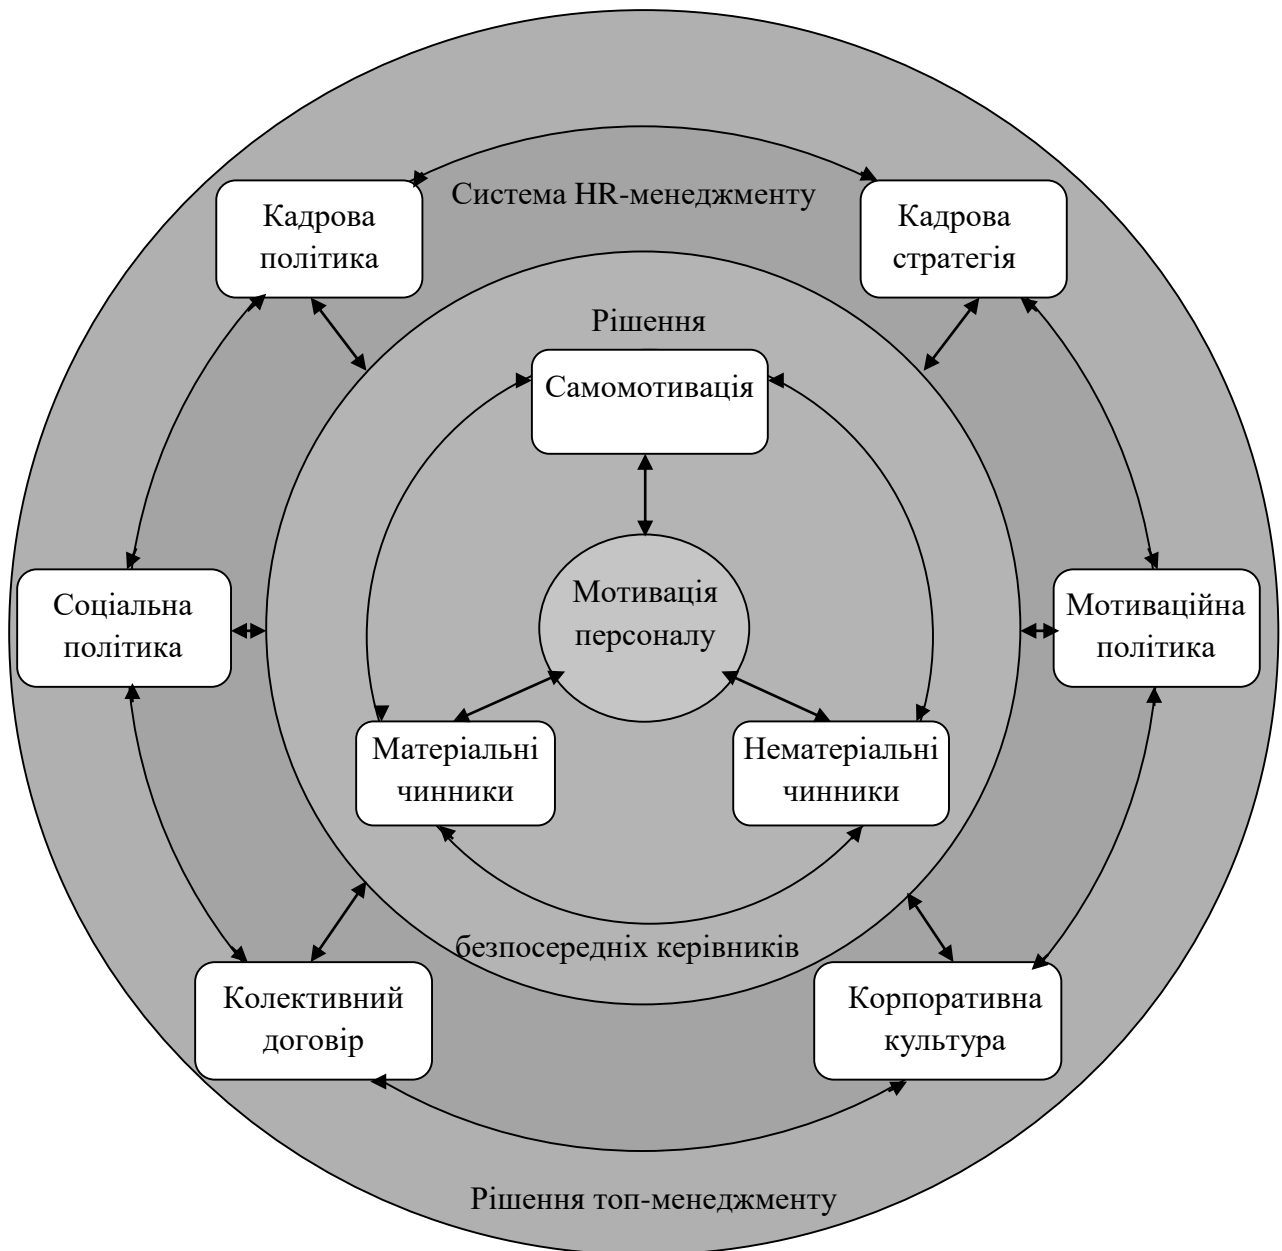 Система HR-менеджменту
Кадрова
політика
Кадрова
стратегія
Рішення
Самомотивація
Мотивація
персоналу
Соціальна
політика
Мотиваційна
політика
Матеріальні
чинники
Нематеріальні
чинники
безпосередніх керівників
Колективний
договір
Корпоративна
культура
Рішення топ-менеджменту